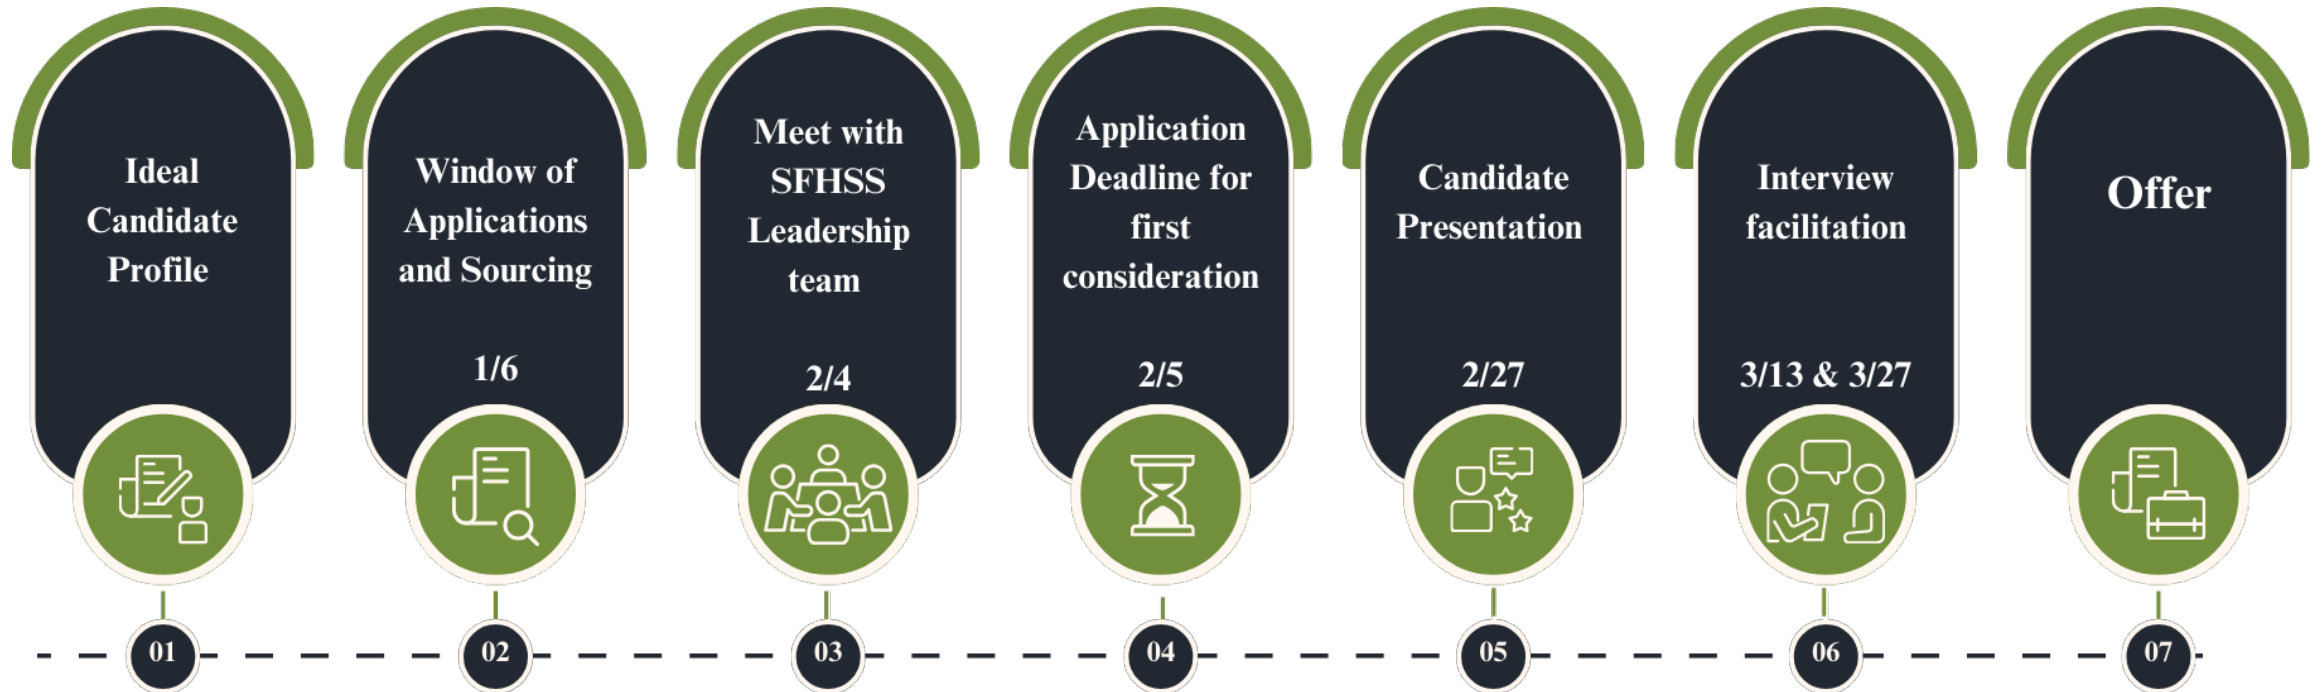 Ideal
Candidate
Profile
01
Window of
Applications
and Sourcing
1/6
02
Meet with
SFHSS
Leadership
team
2/4
03
Application
Deadline for
first
consideration
2/5
04
Candidate
Presentation
2/27
05
Interview
facilitation
3/13 & 3/27
06
Offer
07